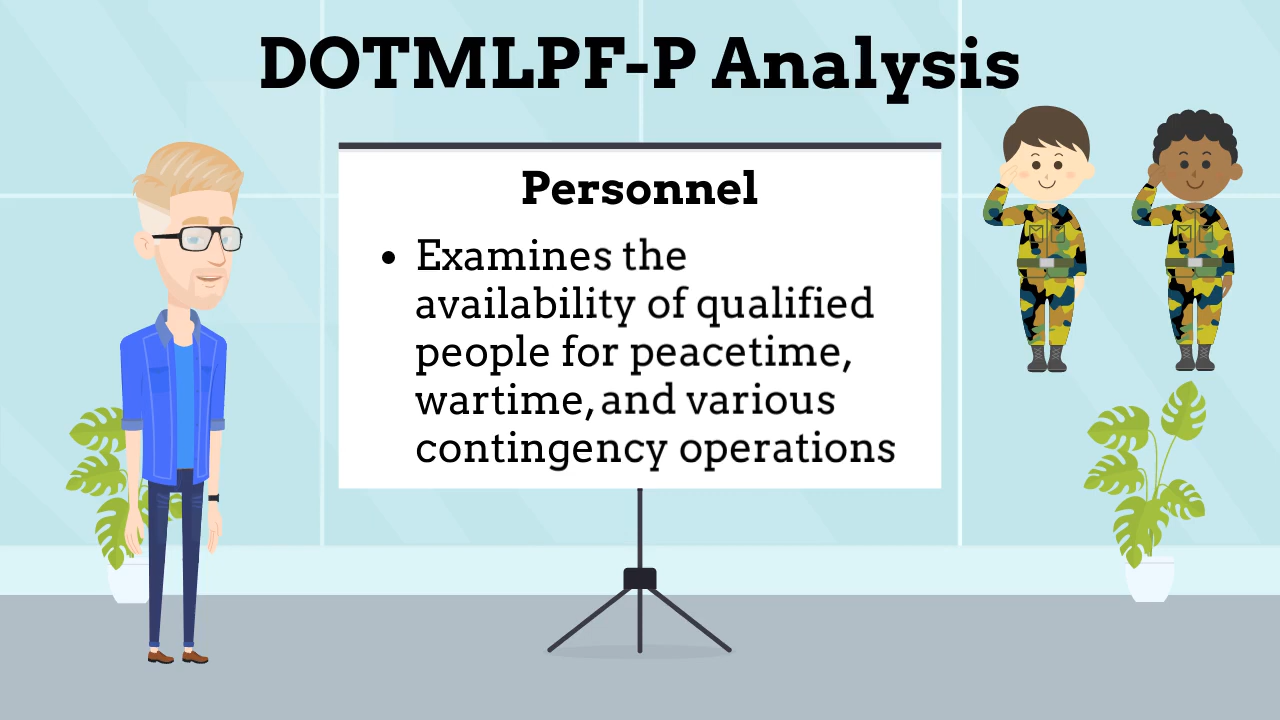 DOTMLPF-P Analysis
Personnel
• Examines the
availability of qualified
people for peacetime,
wartime, and various
contingency operations